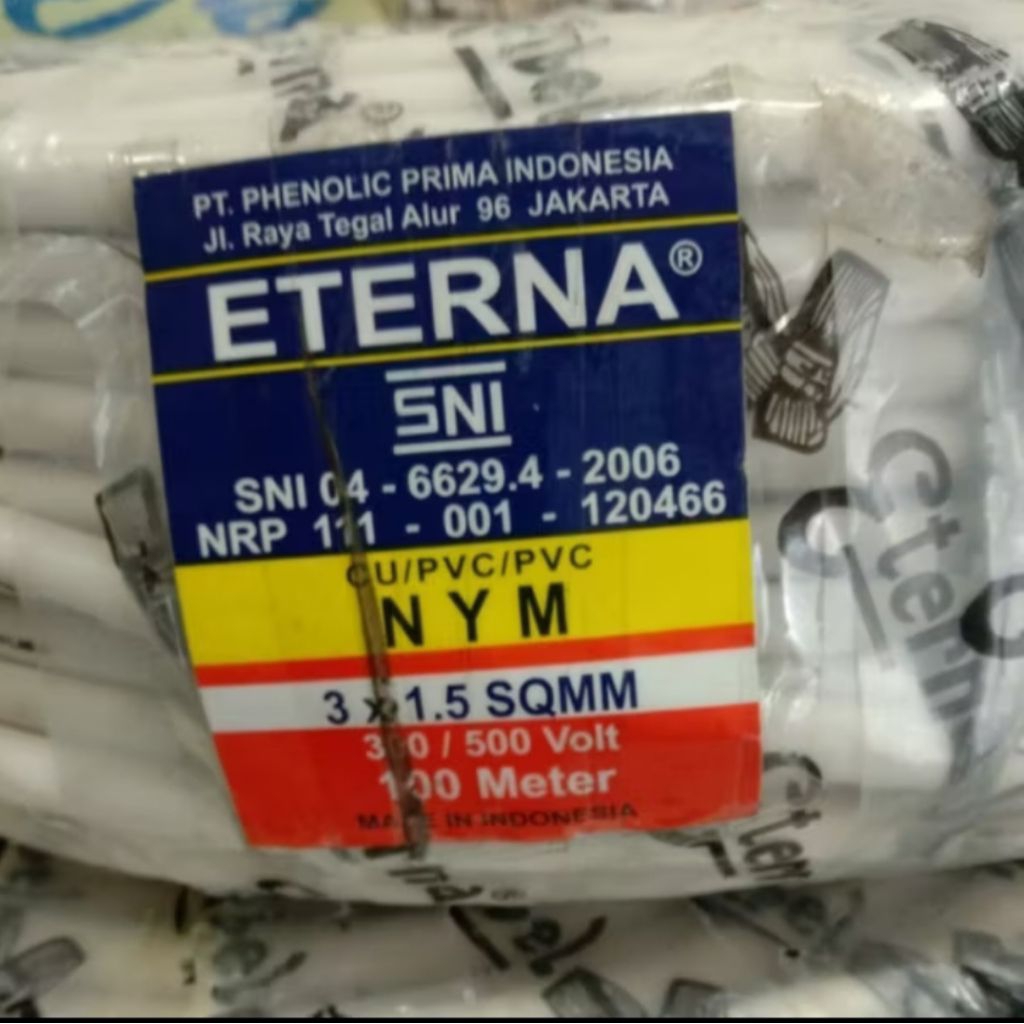 PT. PHENOLIC PRIMA INDONESIA
Jl. Raya Tegal Alur 96 JAKARTA
ETERNA®
SNI
SNI 04 - 6629.4 - 2006
NRP 111 - 001 - 120466
CU/PVC/PVC
NYM
3 x 1.5 SQMM
300 / 500 Volt
100 Meter
MADE IN INDONESIA